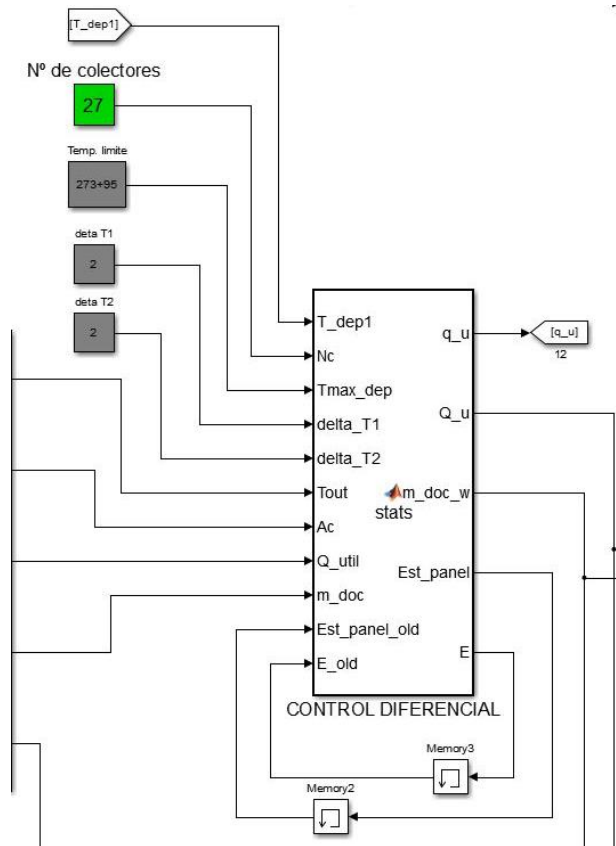 [T_dep1]
Nº de colectores
27
Temp. limite
273+95
deta T1
2
deta T2
2
T_dep1
Nc
Tmax_dep
delta_T1
delta_T2
Tout
Ac
Q_util
m_doc
Est_panel_old
E_old
stats
q_u
Q_u
m_doc_w
Est_panel
E
[q_u]
12
CONTROL DIFERENCIAL
Memory3
Memory2